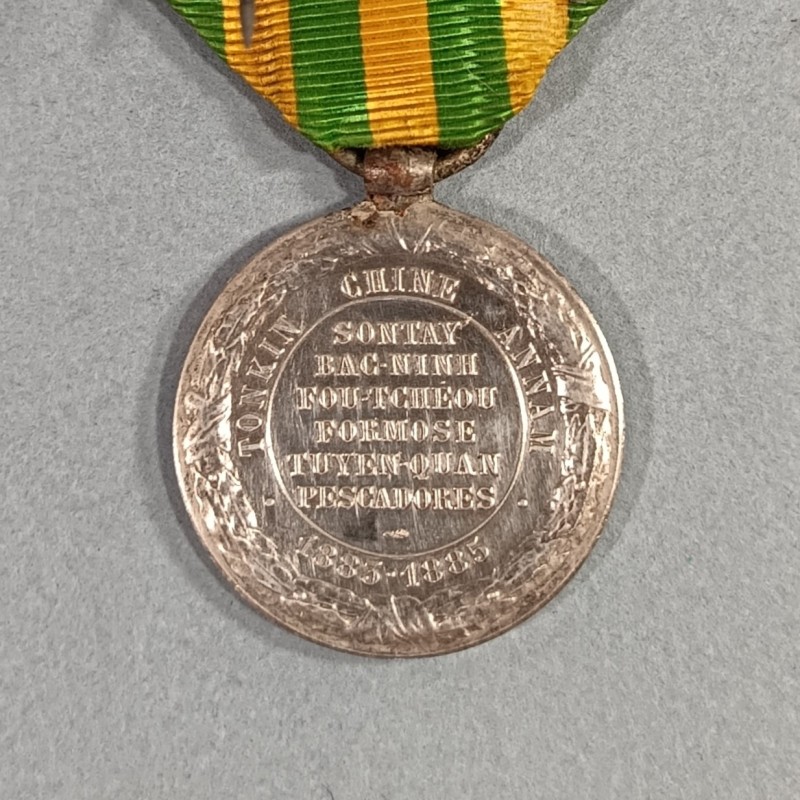 TONKIN CHINE ANNAM
SONTAY
BAC-NINH
FOU-TCHÉOU
FORMOSE
TUYEN-QUAN
PESCADORES
1883-1885